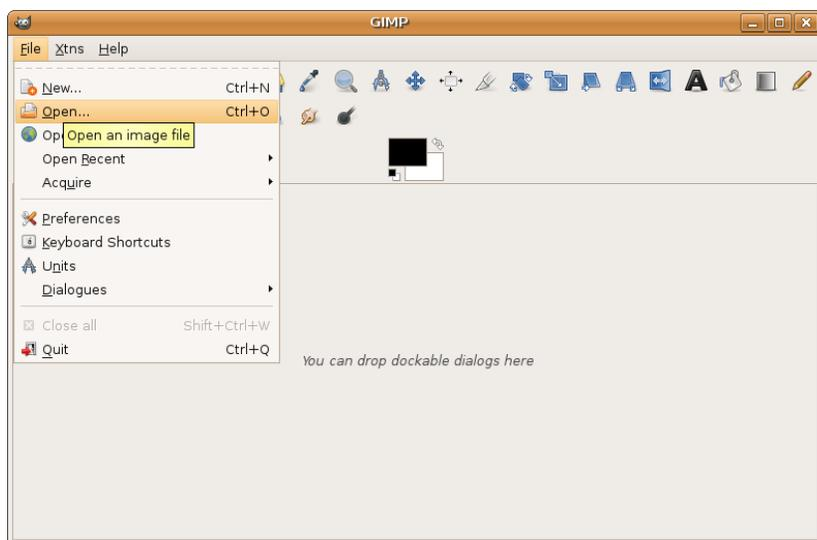 GIMP
File Xtns Help
New... Ctrl+N
Open... Ctrl+O
Op
Open an image file
Open Recent
Acquire
Preferences
Keyboard Shortcuts
Units
Dialogues
Close all Shift+Ctrl+W
Quit Ctrl+Q
You can drop dockable dialogs here